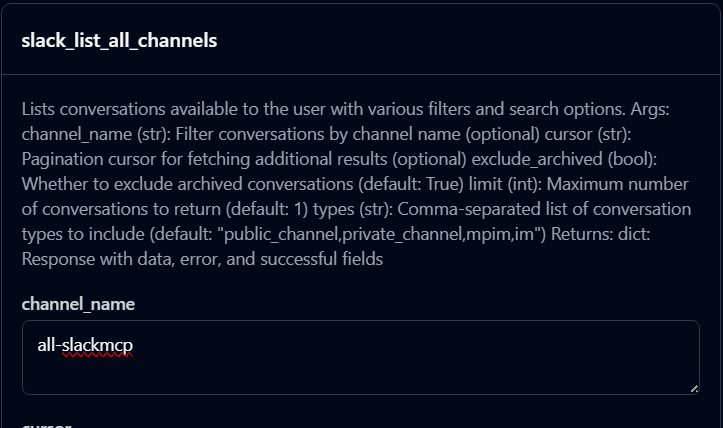 slack_list_all_channels
Lists conversations available to the user with various filters and search options. Args:
channel_name (str): Filter conversations by channel name (optional) cursor (str):
Pagination cursor for fetching additional results (optional) exclude_archived (bool):
Whether to exclude archived conversations (default: True) limit (int): Maximum number
of conversations to return (default: 1) types (str): Comma-separated list of conversation
types to include (default: "public_channel,private_channel,mpim,im") Returns: dict:
Response with data, error, and successful fields
channel_name
all-slackmcp
cursor